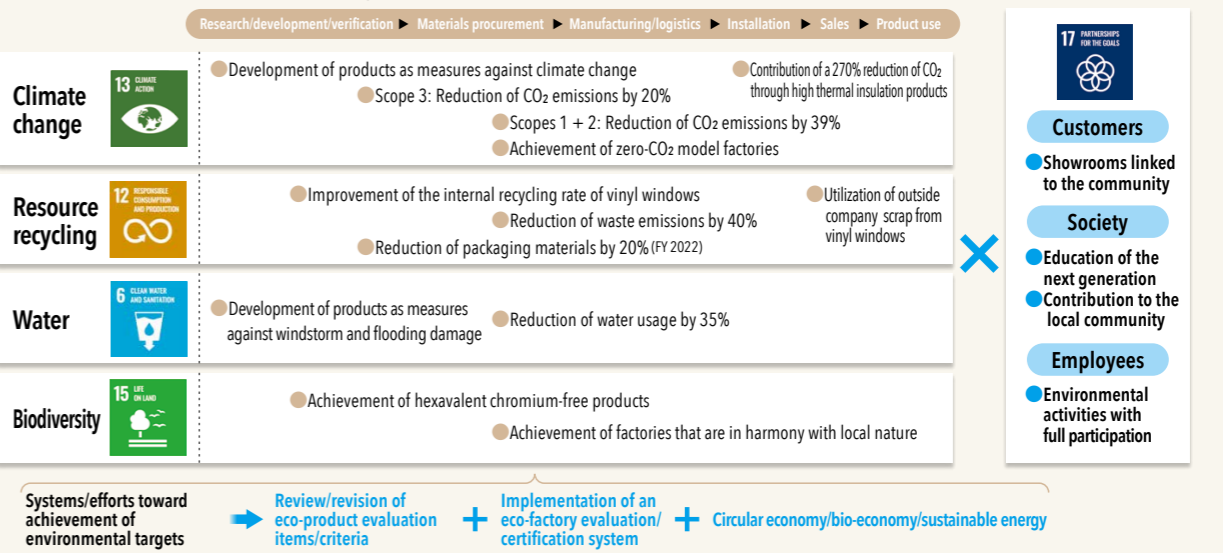 Research/development/verification ▶ Materials procurement ▶ Manufacturing/logistics ▶ Installation ▶ Sales ▶ Product use
Climate
change
13 CLIMATE
ACTION
Development of products as measures against climate change
Scope 3: Reduction of CO₂ emissions by 20%
Scopes 1 + 2: Reduction of CO₂ emissions by 39%
Achievement of zero-CO₂ model factories
Contribution of a 270% reduction of CO₂
through high thermal insulation products
Resource
recycling
12 RESPONSIBLE
CONSUMPTION
AND PRODUCTION
Improvement of the internal recycling rate of vinyl windows
Reduction of waste emissions by 40%
Reduction of packaging materials by 20% (FY 2022)
Utilization of outside
company scrap from
vinyl windows
Water
6 CLEAN WATER
AND SANITATION
Development of products as measures
against windstorm and flooding damage
Reduction of water usage by 35%
Biodiversity
15 LIFE
ON LAND
Achievement of hexavalent chromium-free products
Achievement of factories that are in harmony with local nature
×
17 PARTNERSHIPS
FOR THE GOALS
Customers
Showrooms linked
to the community
Society
Education of the
next generation
Contribution to the
local community
Employees
Environmental
activities with
full participation
Systems/efforts toward
achievement of
environmental targets
Review/revision of
eco-product evaluation
items/criteria
+
Implementation of an
eco-factory evaluation/
certification system
+
Circular economy/bio-economy/sustainable energy